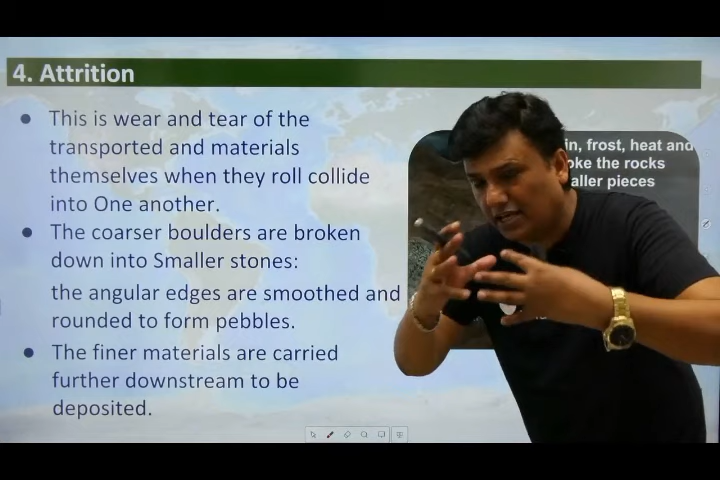 4. Attrition
• This is wear and tear of the
transported and materials
themselves when they roll collide
into One another.
• The coarser boulders are broken
down into Smaller stones:
the angular edges are smoothed and
rounded to form pebbles.
• The finer materials are carried
further downstream to be
deposited.
frost, heat and
the rocks
pieces